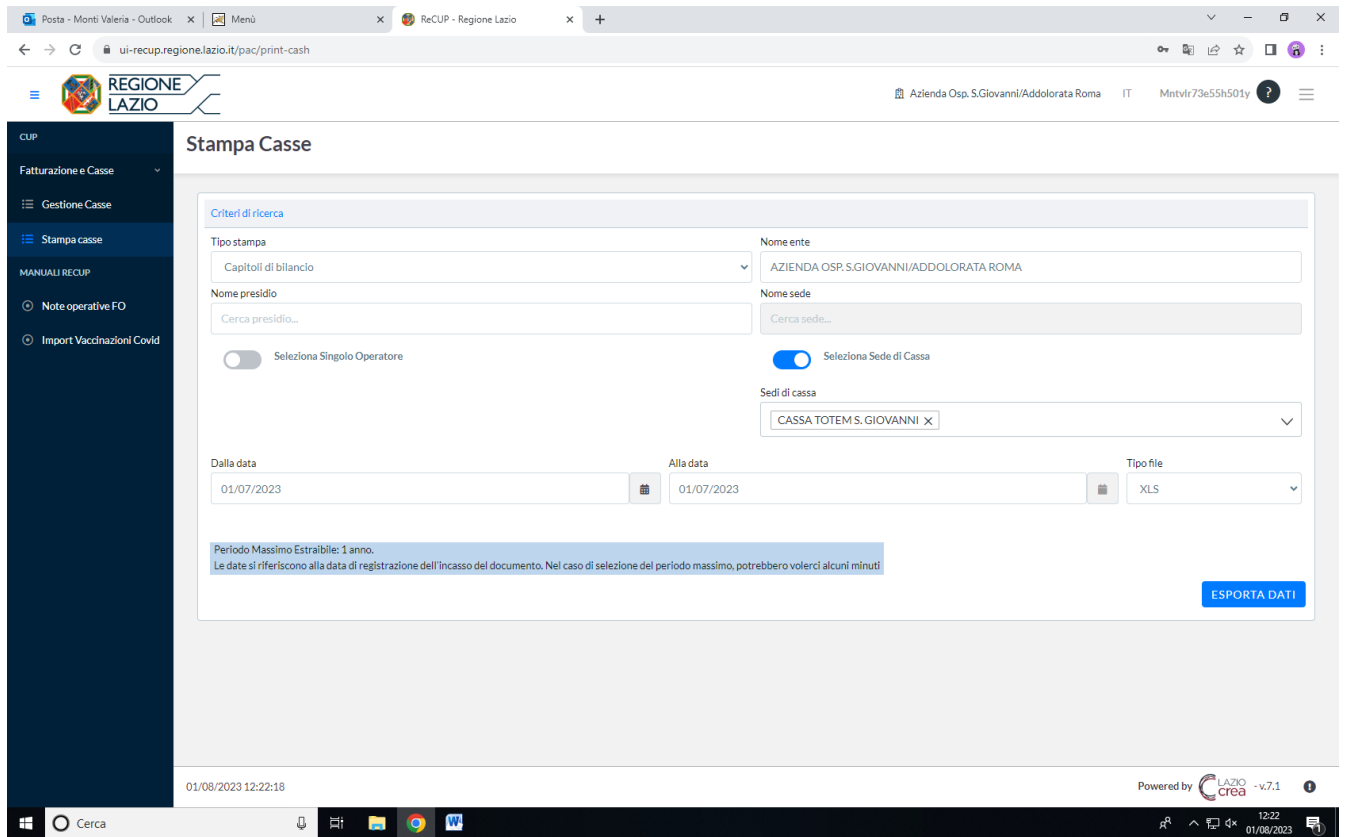 Posta - Monti Valeria - Outlook
Menù
ReCUP - Regione Lazio
ui-recup.regione.lazio.it/pac/print-cash
REGIONE
LAZIO
Azienda Osp. S.Giovanni/Addolorata Roma
IT
Mntvlr73e55h501y
?
CUP
Stampa Casse
Fatturazione e Casse
Gestione Casse
Stampa casse
MANUALI RECUP
Note operative FO
Import Vaccinazioni Covid
Criteri di ricerca
Tipo stampa
Nome ente
Capitoli di bilancio
AZIENDA OSP. S.GIOVANNI/ADDOLORATA ROMA
Nome presidio
Nome sede
Cerca presidio...
Cerca sede...
Seleziona Singolo Operatore
Seleziona Sede di Cassa
Sedi di cassa
CASSA TOTEM S. GIOVANNI
Dalla data
Alla data
Tipo file
01/07/2023
01/07/2023
XLS
Periodo Massimo Estraibile: 1 anno.
Le date si riferiscono alla data di registrazione dell'incasso del documento. Nel caso di selezione del periodo massimo, potrebbero volerci alcuni minuti
ESPORTA DATI
01/08/2023 12:22:18
Powered by
LAZIO
crea
- v.7.1
Cerca
12:22
01/08/2023